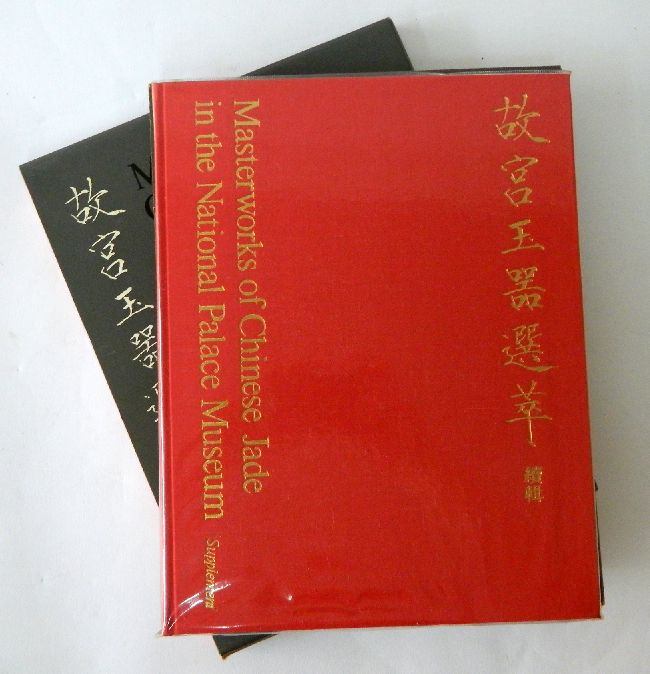 故宮玉器選萃
續輯
Masterworks of Chinese Jade
in the National Palace Museum
Supplement
故宮玉器